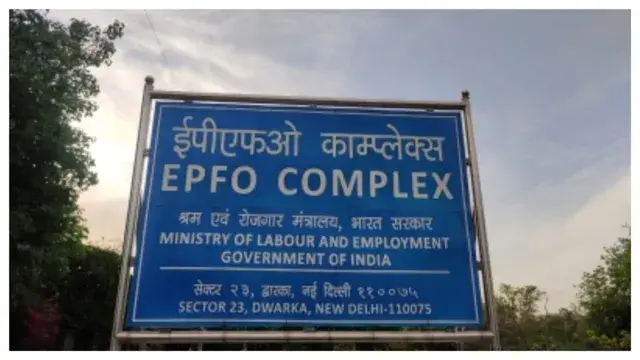 ईपीएफओ काम्प्लेक्स
EPFO COMPLEX
श्रम एवं रोजगार मंत्रालय, भारत सरकार
MINISTRY OF LABOUR AND EMPLOYMENT
GOVERNMENT OF INDIA
सेक्टर २३, द्वारका, नई दिल्ली ११००७५
SECTOR 23, DWARKA, NEW DELHI-110075